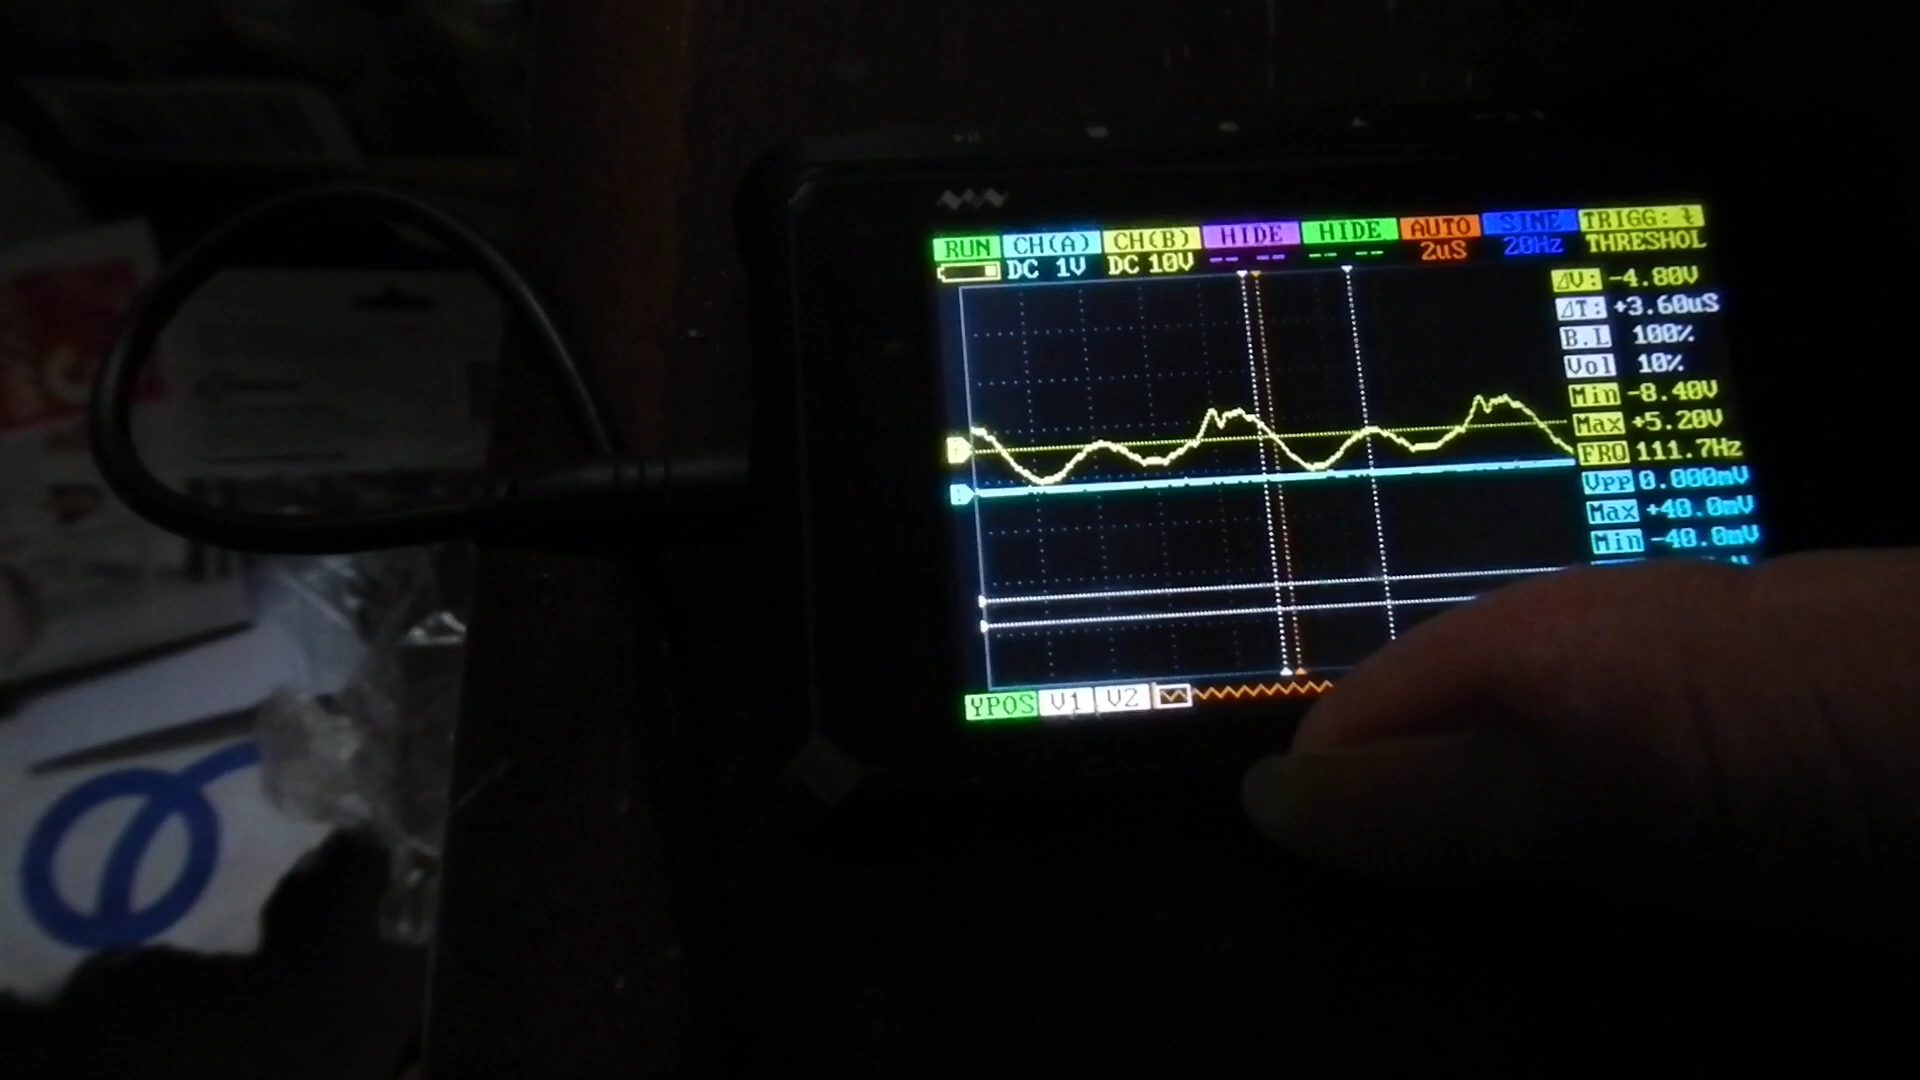 RUN CH(A) CH(B) HIDE HIDE AUTO SINE TRIGG:
DC 1V DC 10V -- -- -- -- 2uS 20Hz THRESHOL
△V: -4.80V
△T: +3.60uS
B.L 100%
Vol 10%
Min -8.40V
Max +5.20V
FRQ 111.7Hz
Vpp 0.000mV
Max +40.0mV
Min -40.0mV
YPOS V1 V2